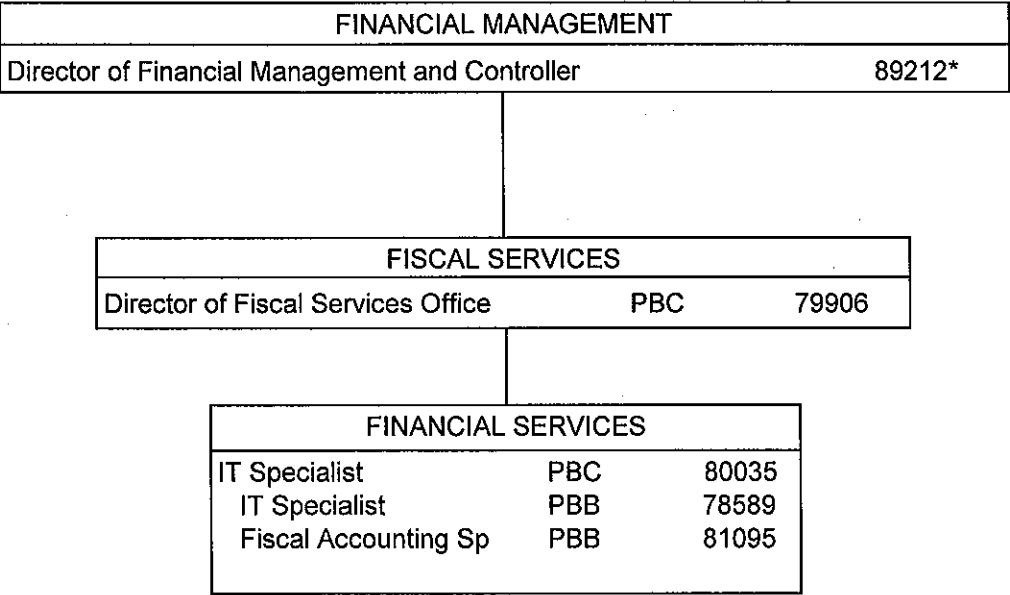 FINANCIAL MANAGEMENT
Director of Financial Management and Controller 89212*
FISCAL SERVICES
Director of Fiscal Services Office PBC 79906
FINANCIAL SERVICES
IT Specialist PBC 80035
IT Specialist PBB 78589
Fiscal Accounting Sp PBB 81095